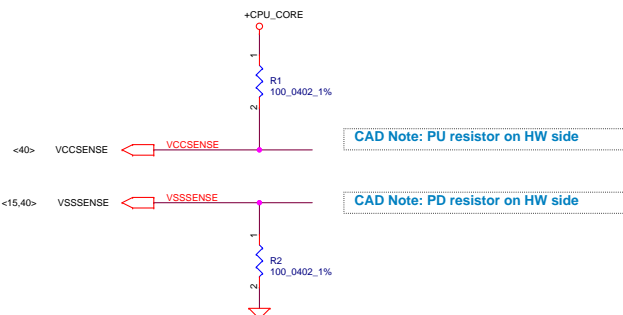 +CPU_CORE
1
R1
100_0402_1%
2
<40> VCCSENSE VCCSENSE CAD Note: PU resistor on HW side
<15,40> VSSSENSE VSSSENSE CAD Note: PD resistor on HW side
1
R2
100_0402_1%
2